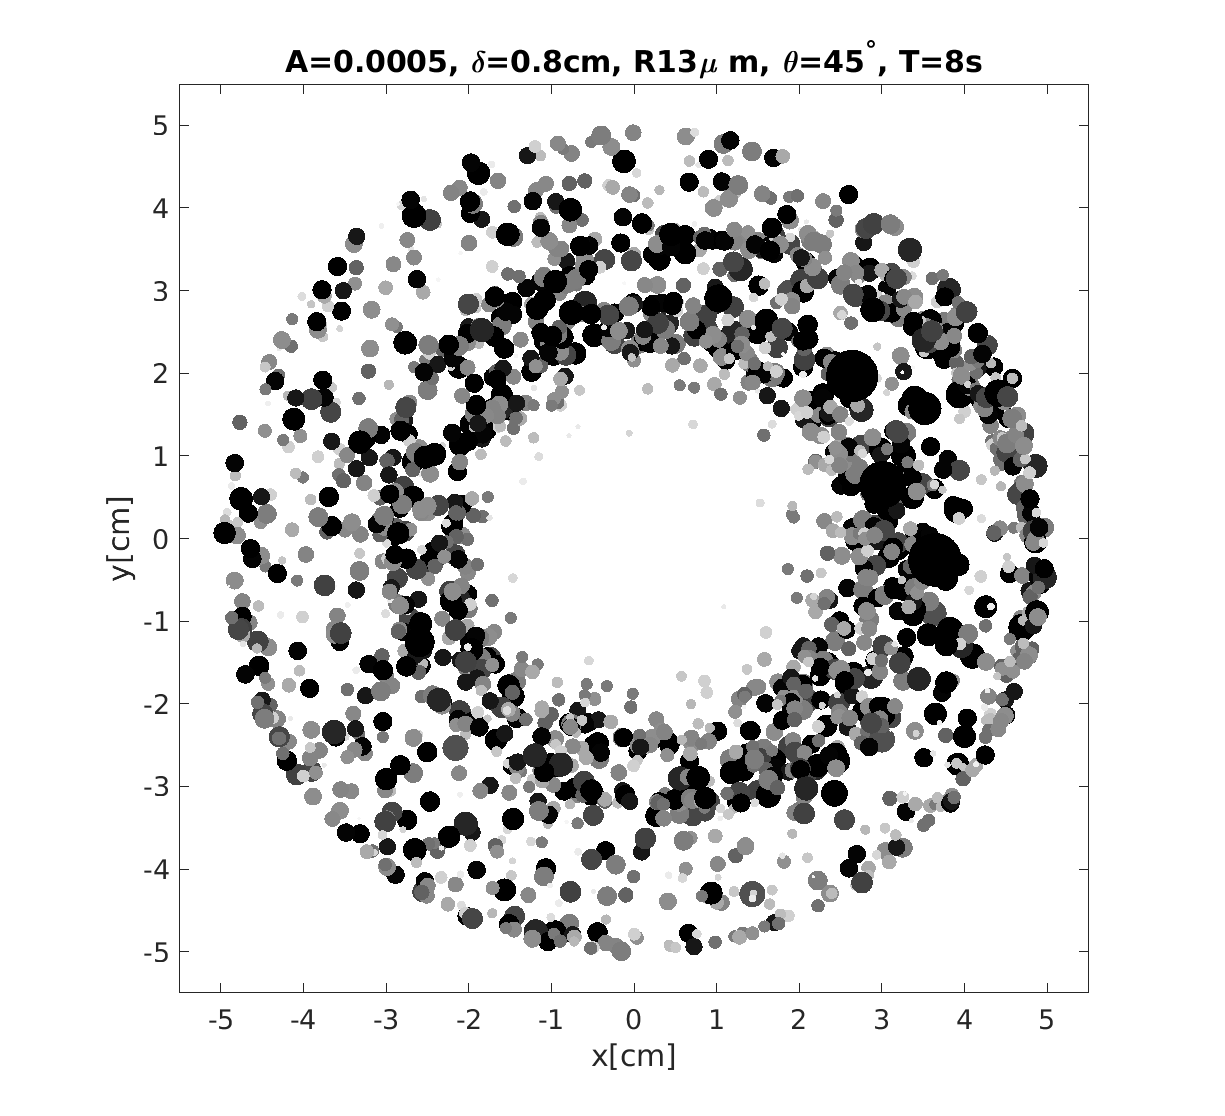 A=0.0005, δ=0.8cm, R13μ m, θ=45°, T=8s
5
4
3
2
1
0
-1
-2
-3
-4
-5
y[cm]
-5 -4 -3 -2 -1 0 1 2 3 4 5
x[cm]